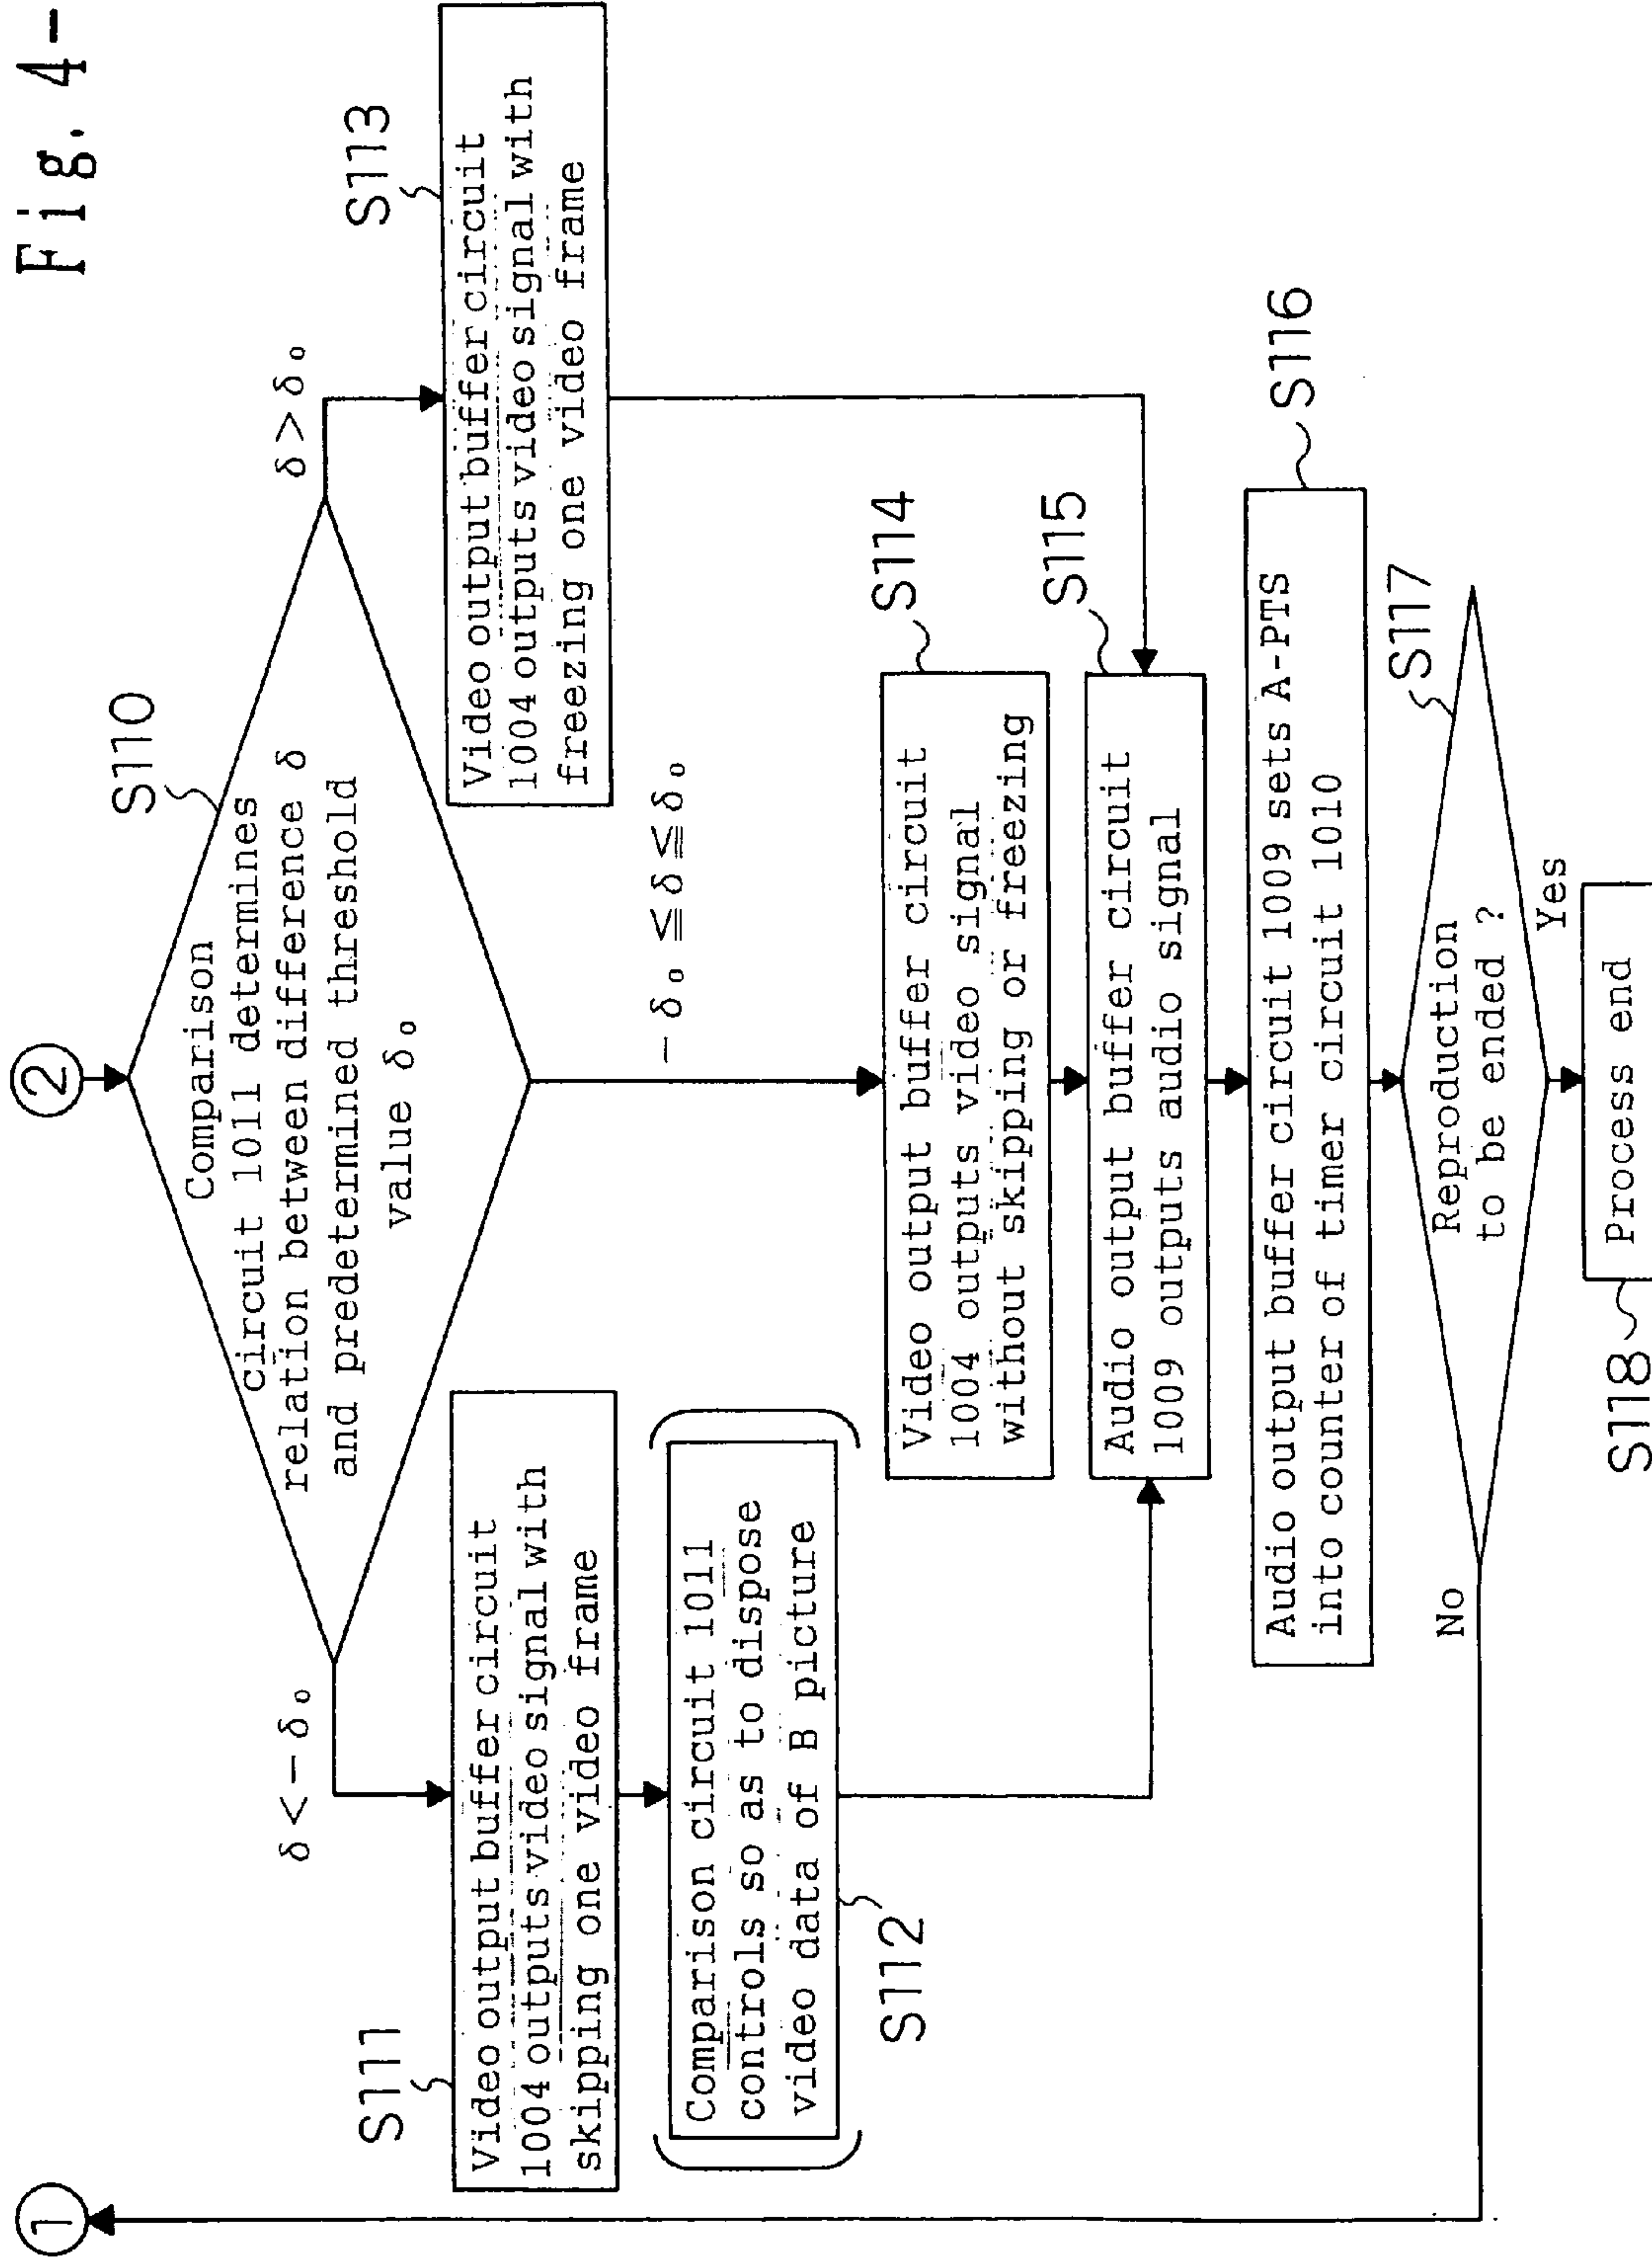 Fig. 4-
②
S110
Comparison
circuit 1011 determines
relation between difference δ
and predetermined threshold
value δ₀
δ<-δ₀
δ>δ₀
-δ₀≦δ≦δ₀
S111
Video output buffer circuit
1004 outputs video signal with
skipping one video frame
S113
Video output buffer circuit
1004 outputs video signal with
freezing one video frame
Comparison circuit 1011
controls so as to dispose
video data of B picture
S112
S114
Video output buffer circuit
1004 outputs video signal
without skipping or freezing
S115
Audio output buffer circuit
1009 outputs audio signal
S116
Audio output buffer circuit 1009 sets A-PTS
into counter of timer circuit 1010
S117
Reproduction
to be ended ?
No
Yes
①
S118
Process end